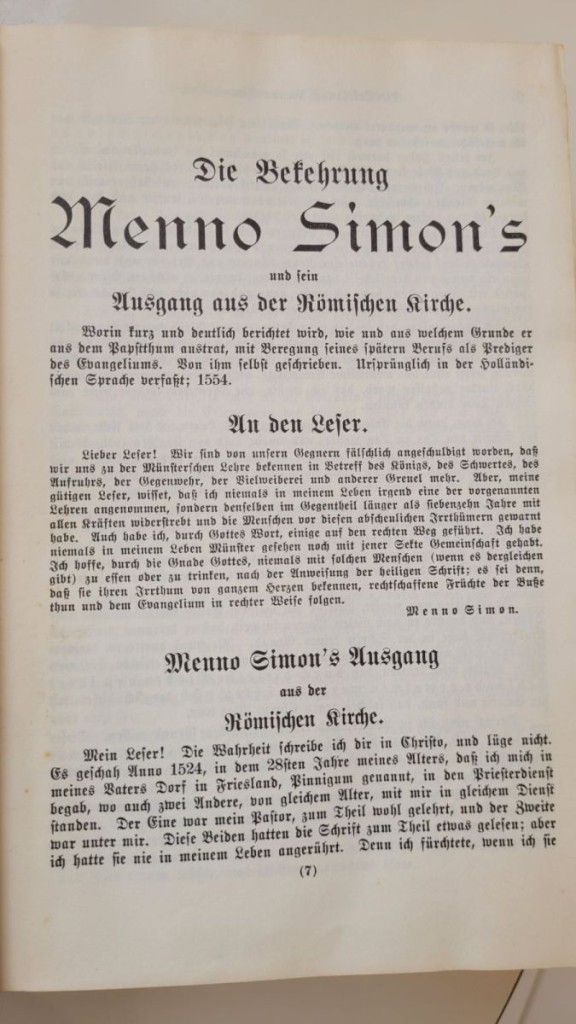 Die Bekehrung
Menno Simon's
und sein
Ausgang aus der Römischen Kirche.
Worin kurz und deutlich berichtet wird, wie und aus welchem Grunde er
aus dem Papstthum austrat, mit Beregung seines spätern Berufs als Prediger
des Evangeliums. Von ihm selbst geschrieben. Ursprünglich in der Holländi-
schen Sprache verfaßt; 1554.
An den Leser.
Lieber Leser! Wir sind von unsern Gegnern fälschlich angeschuldigt worden, daß
wir uns zu der Münsterschen Lehre bekennen in Betreff des Königs, des Schwertes, des
Aufruhrs, der Gegenwehr, der Vielweiberei und anderer Greuel mehr. Aber, meine
gütigen Leser, wisset, daß ich niemals in meinem Leben irgend eine der vorgenannten
Lehren angenommen, sondern denselben im Gegentheil länger als siebenzehn Jahre mit
allen Kräften widerstrebt und die Menschen vor diesen abscheulichen Irrthümern gewarnt
habe. Auch habe ich, durch Gottes Wort, einige auf den rechten Weg geführt. Ich habe
niemals in meinem Leben Münster gesehen noch mit jener Sekte Gemeinschaft gehabt.
Ich hoffe, durch die Gnade Gottes, niemals mit solchen Menschen (wenn es dergleichen
gibt) zu essen oder zu trinken, nach der Anweisung der heiligen Schrift; es sei denn,
daß sie ihren Irrthum von ganzem Herzen bekennen, rechtschaffene Früchte der Buße
thun und dem Evangelium in rechter Weise folgen.
Menno Simon.
Menno Simon's Ausgang
aus der
Römischen Kirche.
Mein Leser! Die Wahrheit schreibe ich dir in Christo, und lüge nicht.
Es geschah Anno 1524, in dem 28sten Jahre meines Alters, daß ich mich in
meines Vaters Dorf in Friesland, Pinnigum genannt, in den Priesterdienst
begab, wo auch zwei Andere, von gleichem Alter, mit mir in gleichem Dienst
standen. Der Eine war mein Pastor, zum Theil wohl gelehrt, und der Zweite
war unter mir. Diese Beiden hatten die Schrift zum Theil etwas gelesen; aber
ich hatte sie nie in meinem Leben angerührt. Denn ich fürchtete, wenn ich sie
(7)